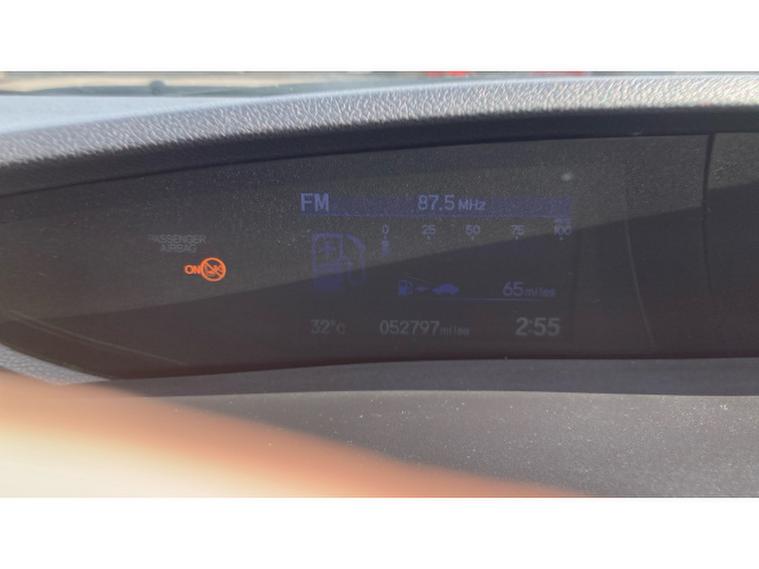 FM 87.5 MHz
0 25 50 75 100
PASSENGER
AIRBAG
ON
65 miles
32°C 052797 miles 2:55